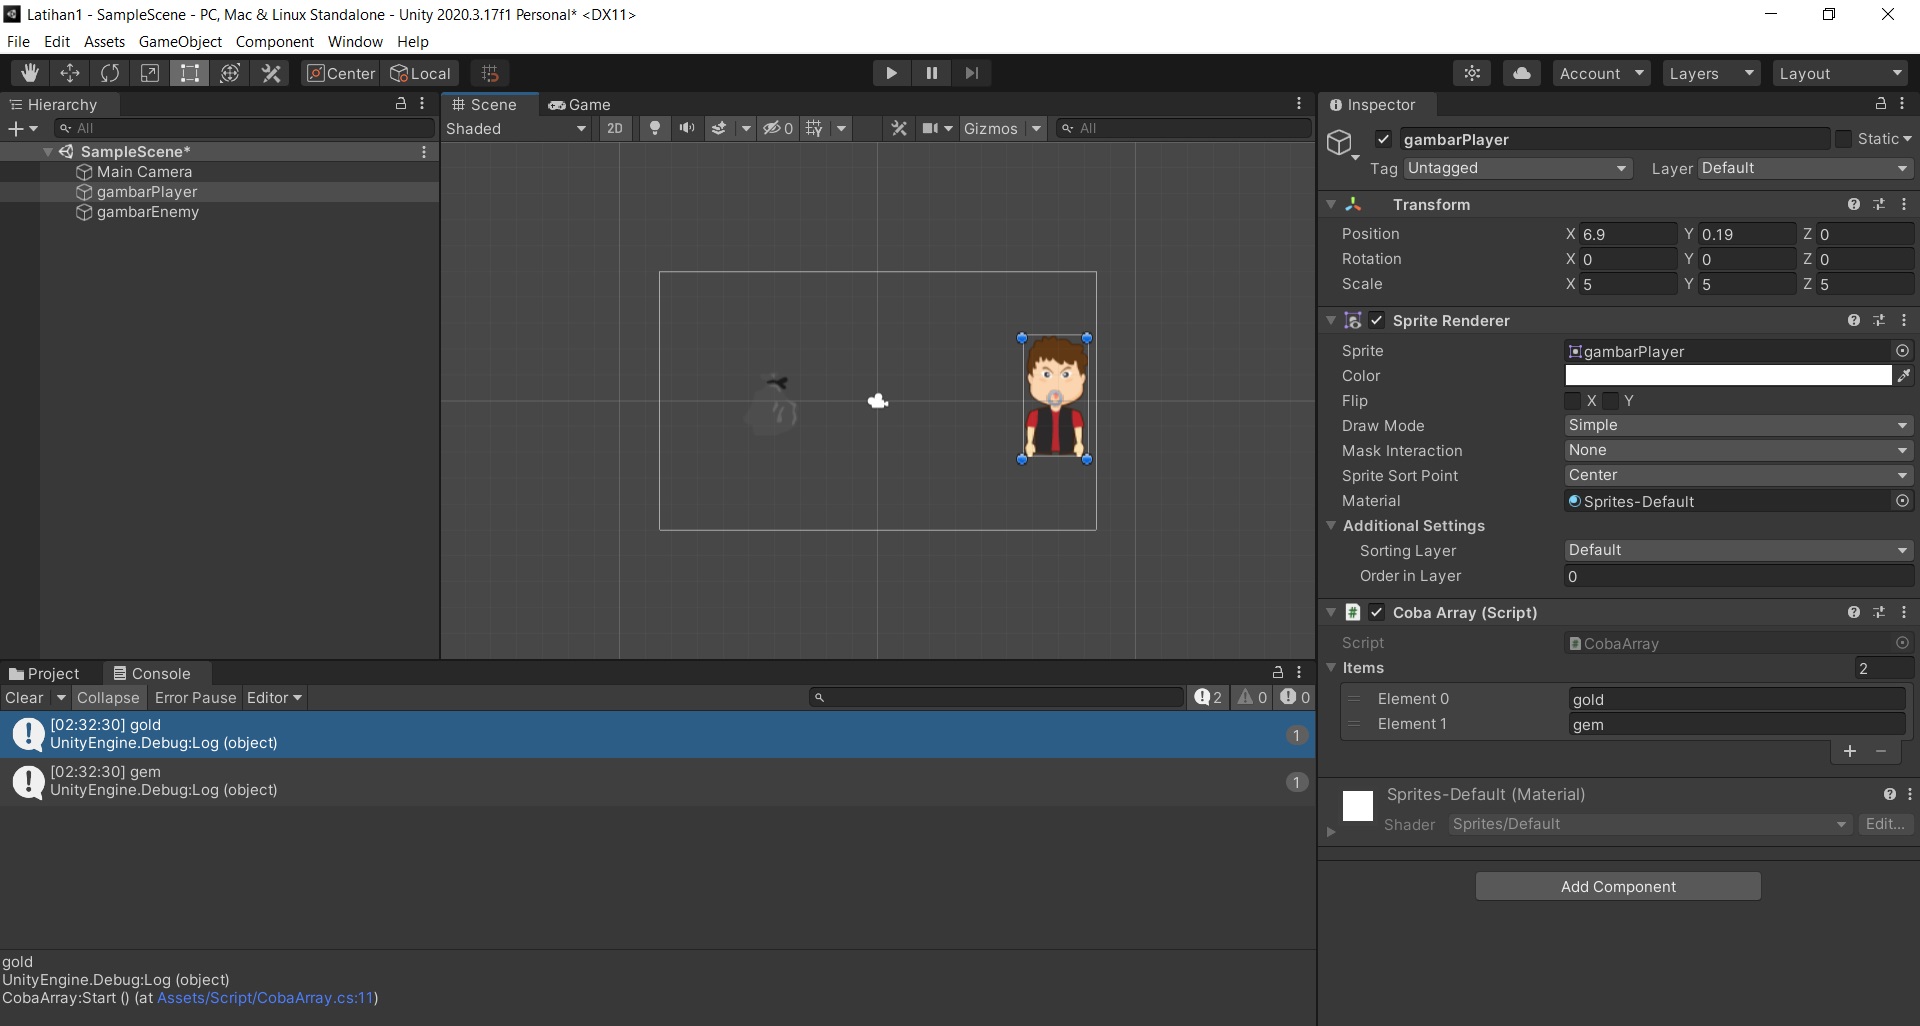 Latihan1 - SampleScene - PC, Mac & Linux Standalone - Unity 2020.3.17f1 Personal* <DX11>
File Edit Assets GameObject Component Window Help
Center Local Account Layers Layout
Hierarchy
All
SampleScene*
Main Camera
gambarPlayer
gambarEnemy
Scene Game
Shaded 2D 0 Gizmos All
Inspector
gambarPlayer Static
Tag Untagged Layer Default
Transform
Position X 6.9 Y 0.19 Z 0
Rotation X 0 Y 0 Z 0
Scale X 5 Y 5 Z 5
Sprite Renderer
Sprite gambarPlayer
Color
Flip X Y
Draw Mode Simple
Mask Interaction None
Sprite Sort Point Center
Material Sprites-Default
Additional Settings
Sorting Layer Default
Order in Layer 0
Coba Array (Script)
Script CobaArray
Items 2
Element 0 gold
Element 1 gem
+ −
Sprites-Default (Material)
Shader Sprites/Default Edit...
Add Component
Project Console
Clear Collapse Error Pause Editor 2 0 0
[02:32:30] gold
UnityEngine.Debug:Log (object) 1
[02:32:30] gem
UnityEngine.Debug:Log (object) 1
gold
UnityEngine.Debug:Log (object)
CobaArray:Start () (at Assets/Script/CobaArray.cs:11)